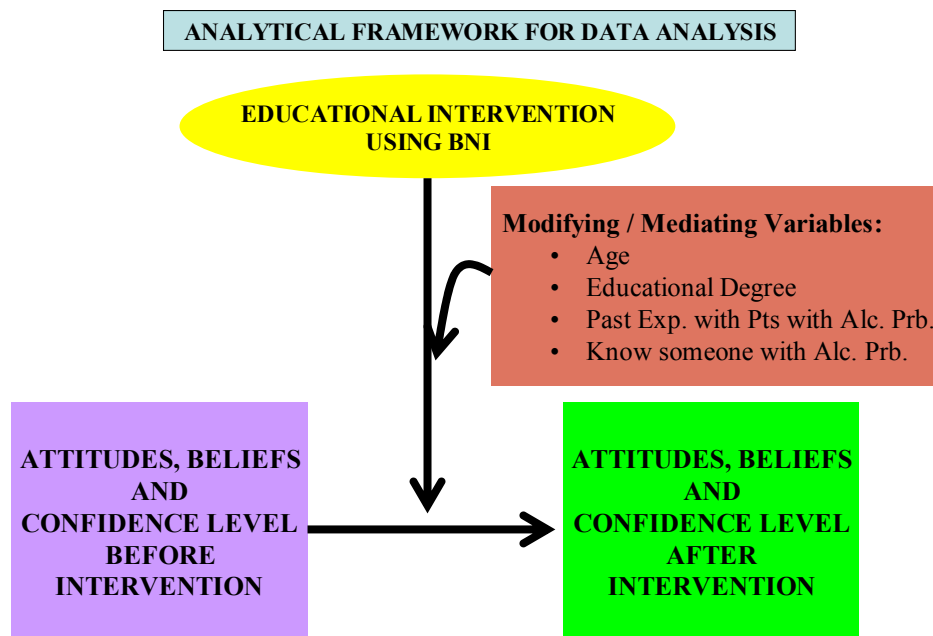 ANALYTICAL FRAMEWORK FOR DATA ANALYSIS
EDUCATIONAL INTERVENTION
USING BNI
Modifying / Mediating Variables:
• Age
• Educational Degree
• Past Exp. with Pts with Alc. Prb.
• Know someone with Alc. Prb.
ATTITUDES, BELIEFS
AND
CONFIDENCE LEVEL
BEFORE
INTERVENTION
ATTITUDES, BELIEFS
AND
CONFIDENCE LEVEL
AFTER
INTERVENTION